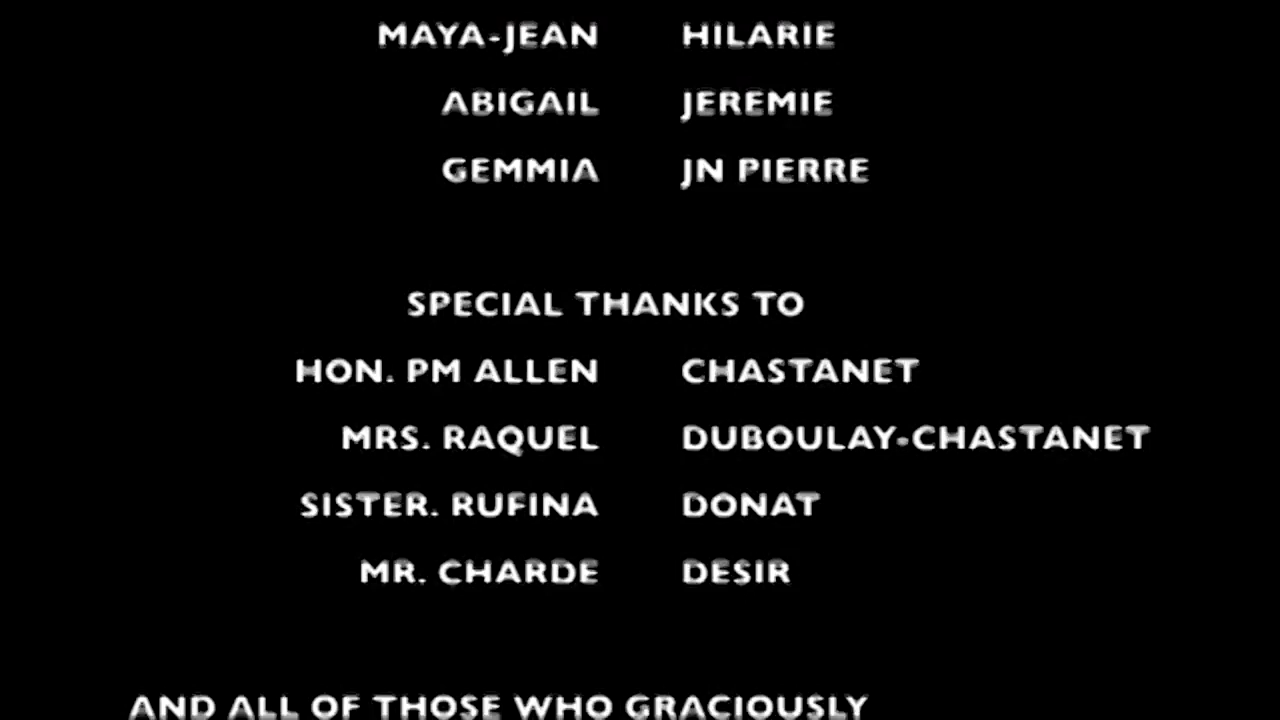 MAYA-JEAN HILARIE
ABIGAIL JEREMIE
GEMMIA JN PIERRE
SPECIAL THANKS TO
HON. PM ALLEN CHASTANET
MRS. RAQUEL DUBOULAY-CHASTANET
SISTER. RUFINA DONAT
MR. CHARDE DESIR
AND ALL OF THOSE WHO GRACIOUSLY